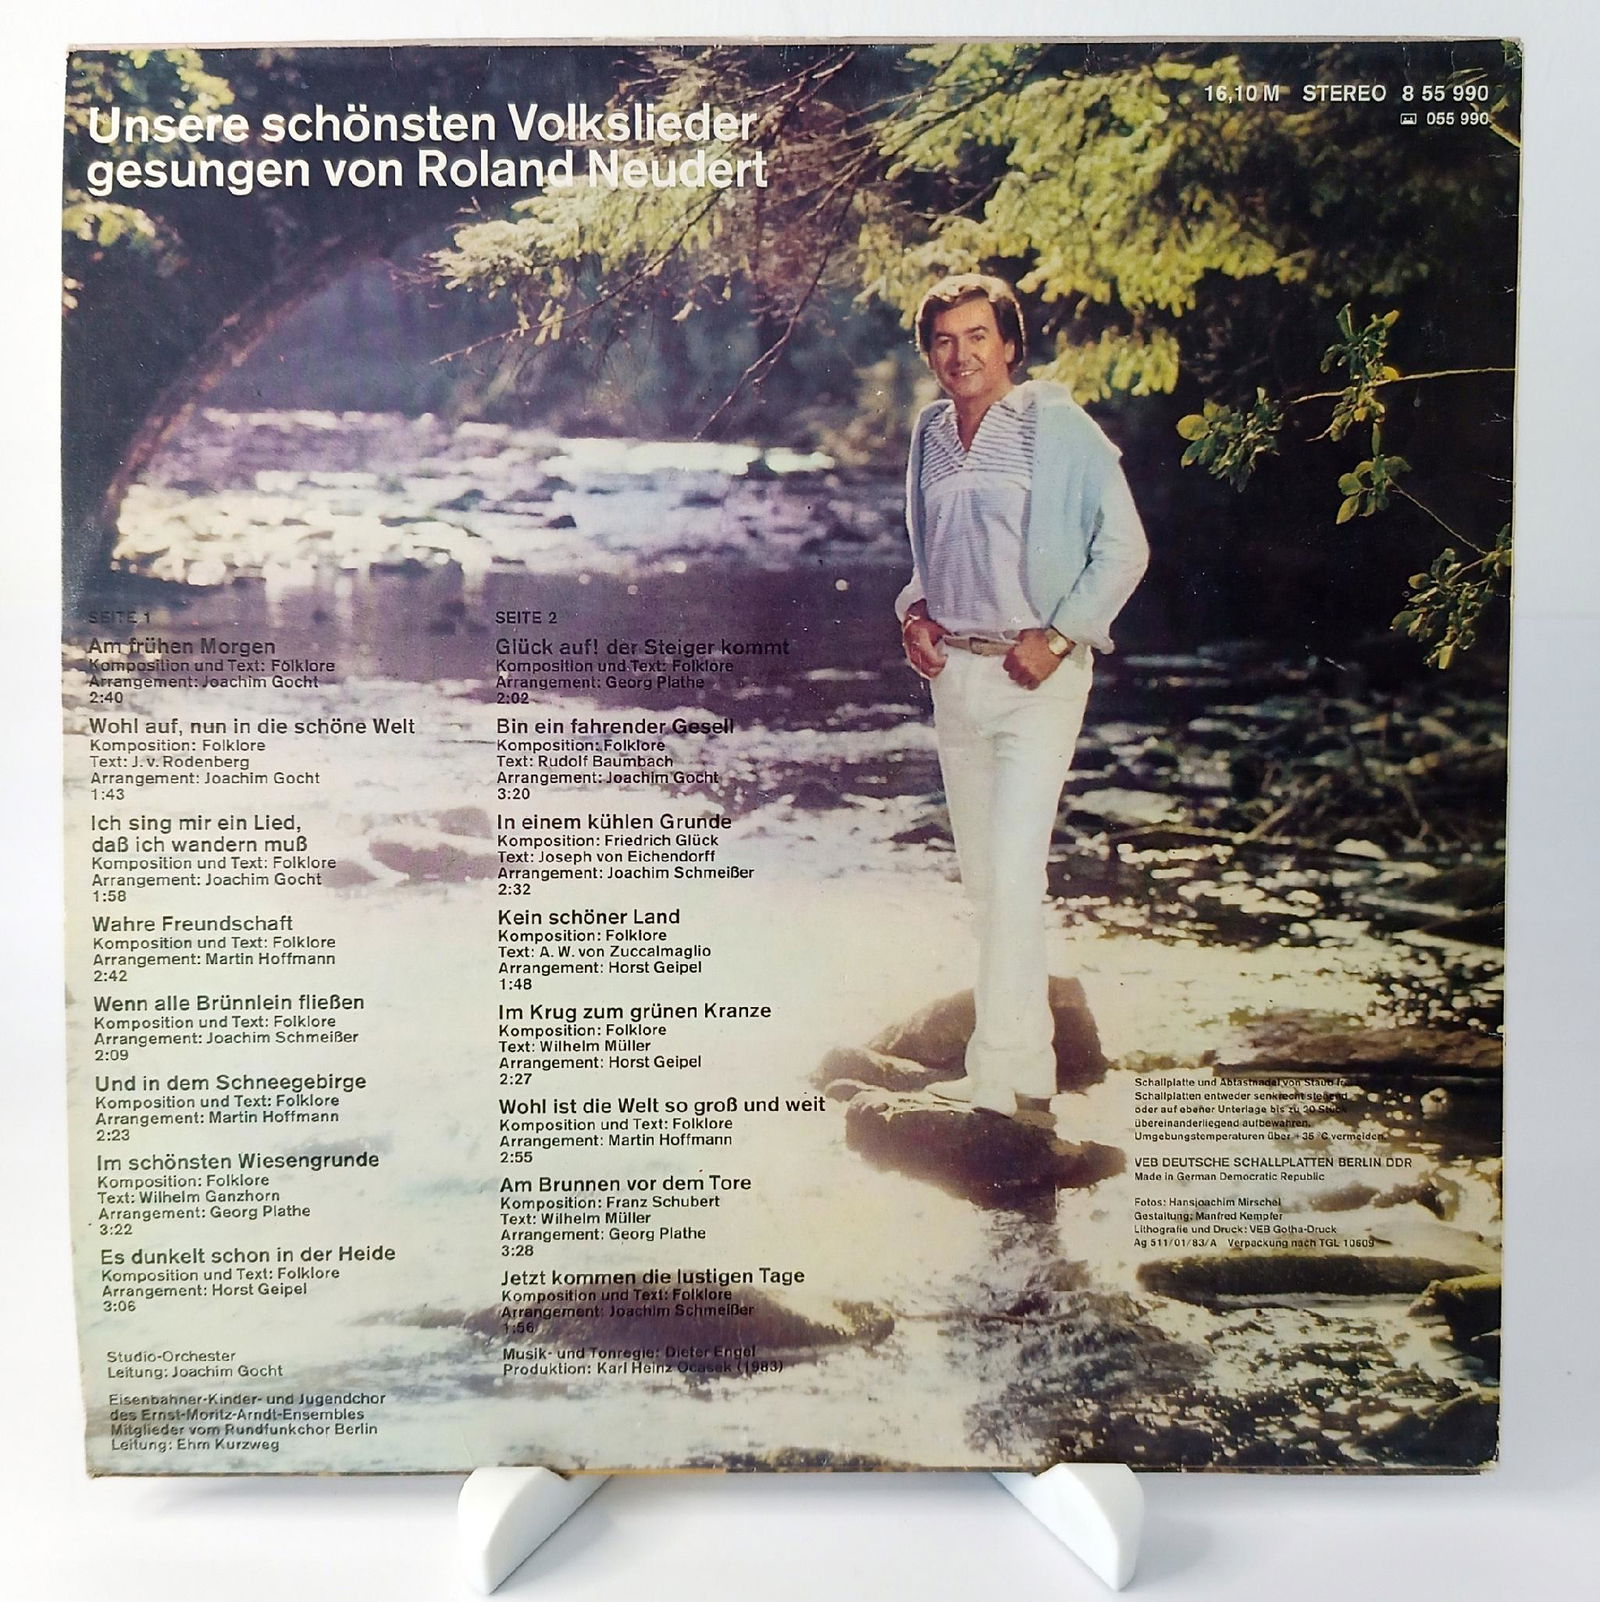 Unsere schönsten Volkslieder
gesungen von Roland Neudert
16,10 M STEREO 8 55 990
055 990
SEITE 1
Am frühen Morgen
Komposition und Text: Folklore
Arrangement: Joachim Gocht
2:40
Wohl auf, nun in die schöne Welt
Komposition: Folklore
Text: J. v. Rodenberg
Arrangement: Joachim Gocht
1:43
Ich sing mir ein Lied,
daß ich wandern muß
Komposition und Text: Folklore
Arrangement: Joachim Gocht
1:58
Wahre Freundschaft
Komposition und Text: Folklore
Arrangement: Martin Hoffmann
2:42
Wenn alle Brünnlein fließen
Komposition und Text: Folklore
Arrangement: Joachim Schmeißer
2:09
Und in dem Schneegebirge
Komposition und Text: Folklore
Arrangement: Martin Hoffmann
2:23
Im schönsten Wiesengrunde
Komposition: Folklore
Text: Wilhelm Ganzhorn
Arrangement: Georg Plathe
3:22
Es dunkelt schon in der Heide
Komposition und Text: Folklore
Arrangement: Horst Geipel
3:06
Studio-Orchester
Leitung: Joachim Gocht
Eisenbahner-Kinder- und Jugendchor
des Ernst-Moritz-Arndt-Ensembles
Mitglieder vom Rundfunkchor Berlin
Leitung: Ehm Kurzweg
SEITE 2
Glück auf! der Steiger kommt
Komposition und Text: Folklore
Arrangement: Georg Plathe
2:02
Bin ein fahrender Gesell
Komposition: Folklore
Text: Rudolf Baumbach
Arrangement: Joachim Gocht
3:20
In einem kühlen Grunde
Komposition: Friedrich Glück
Text: Joseph von Eichendorff
Arrangement: Joachim Schmeißer
2:32
Kein schöner Land
Komposition: Folklore
Text: A. W. von Zuccalmaglio
Arrangement: Horst Geipel
1:48
Im Krug zum grünen Kranze
Komposition: Folklore
Text: Wilhelm Müller
Arrangement: Horst Geipel
2:27
Wohl ist die Welt so groß und weit
Komposition und Text: Folklore
Arrangement: Martin Hoffmann
2:55
Am Brunnen vor dem Tore
Komposition: Franz Schubert
Text: Wilhelm Müller
Arrangement: Georg Plathe
3:28
Jetzt kommen die lustigen Tage
Komposition und Text: Folklore
Arrangement: Joachim Schmeißer
1:56
Musik- und Tonregie: Dieter Engel
Produktion: Karl Heinz Ocasek (1983)
Schallplatte und Abtastnadel von Staub
Schallplatten entweder senkrecht stehend
oder auf ebener Unterlage bis zu 20 Stück
übereinanderliegend aufbewahren.
Umgebungstemperaturen über +35 °C vermeiden.
VEB DEUTSCHE SCHALLPLATTEN BERLIN DDR
Made in German Democratic Republic
Fotos: Hansjoachim Mirschel
Gestaltung: Manfred Kempfer
Lithografie und Druck: VEB Gotha-Druck
Ag 511/01/83/A Verpackung nach TGL 10609